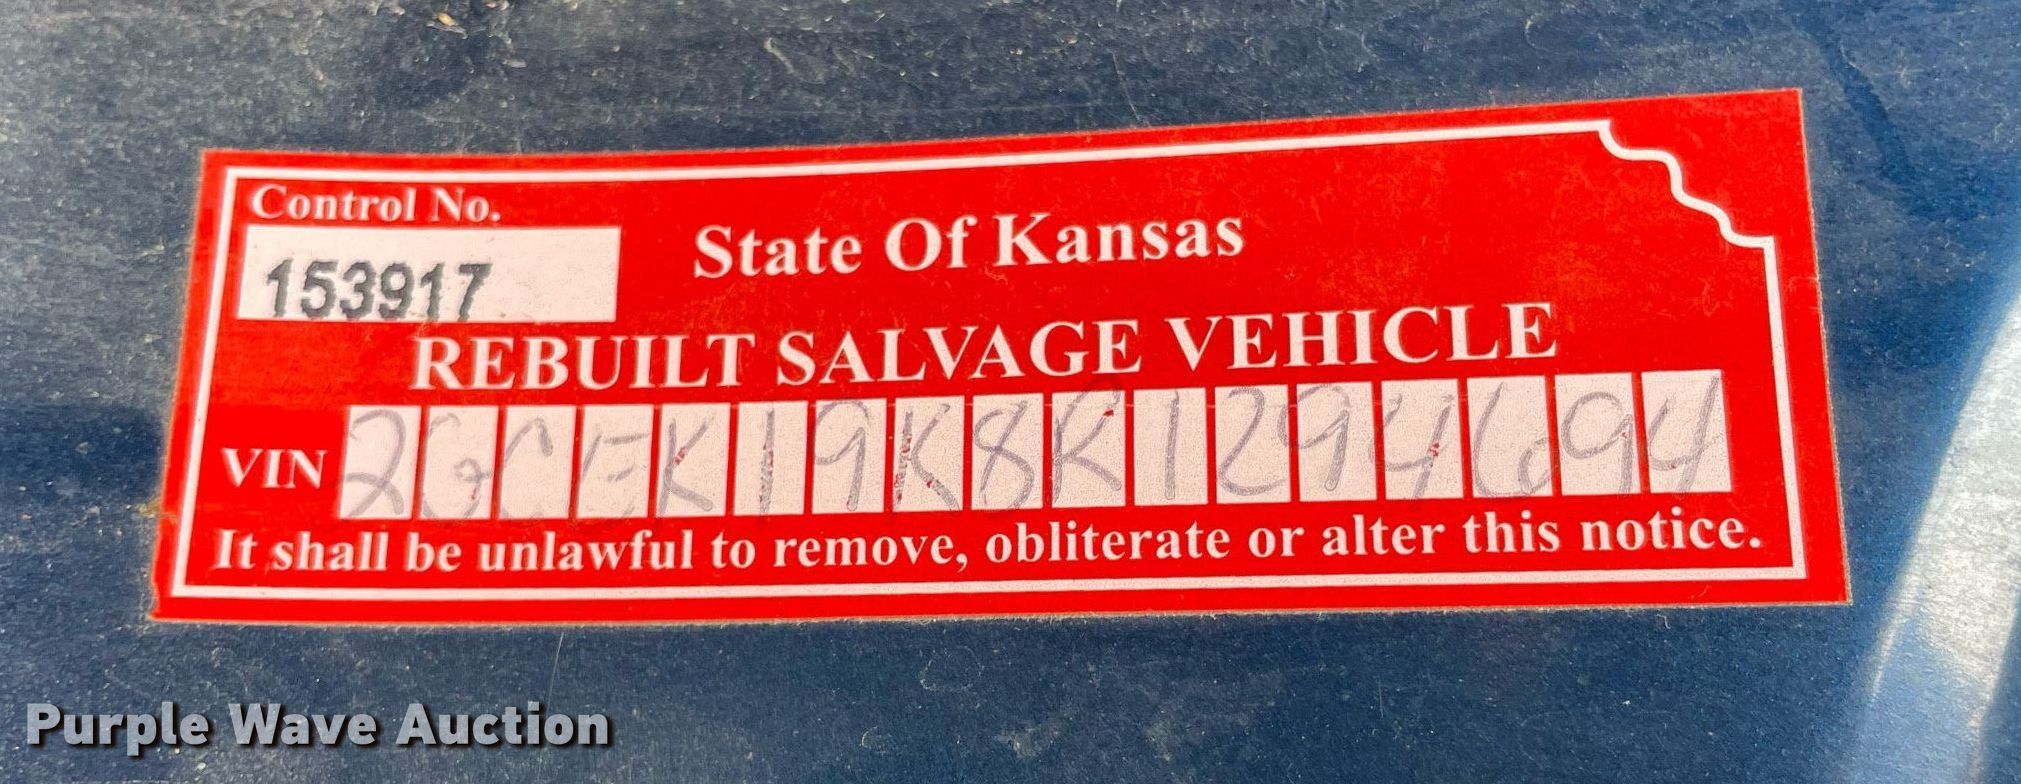 Control No.
153917
State Of Kansas
REBUILT SALVAGE VEHICLE
VIN 2GCEK19K8R1294694
It shall be unlawful to remove, obliterate or alter this notice.
Purple Wave Auction